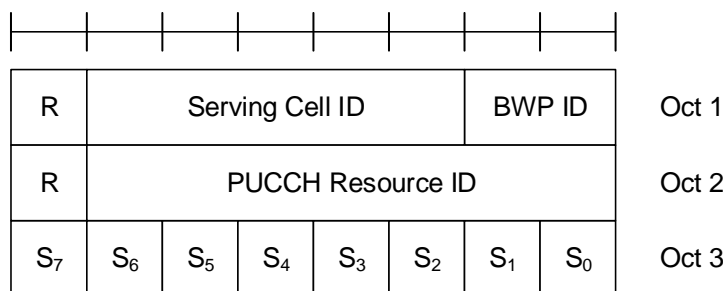 R Serving Cell ID BWP ID Oct 1
R PUCCH Resource ID Oct 2
S₇ S₆ S₅ S₄ S₃ S₂ S₁ S₀ Oct 3